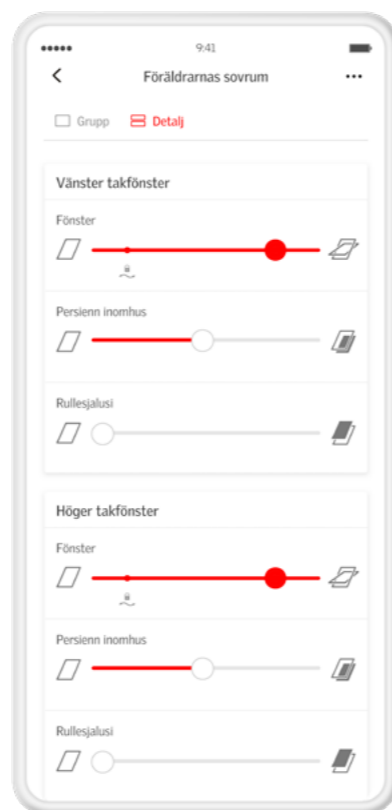 9:41
Föräldrarnas sovrum
Grupp Detalj
Vänster takfönster
Fönster
Persienn inomhus
Rullesjalusi
Höger takfönster
Fönster
Persienn inomhus
Rullesjalusi